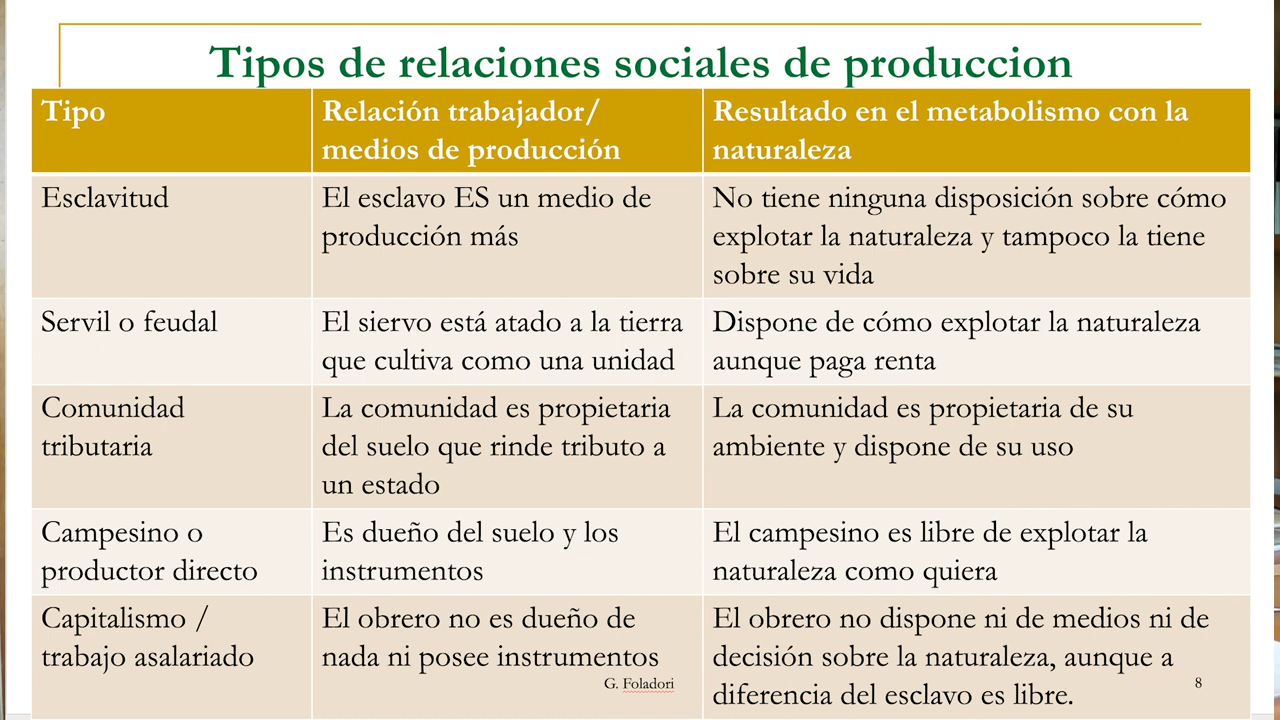 Tipos de relaciones sociales de produccion
Tipo
Relación trabajador/
medios de producción
Resultado en el metabolismo con la
naturaleza
Esclavitud
El esclavo ES un medio de
producción más
No tiene ninguna disposición sobre cómo
explotar la naturaleza y tampoco la tiene
sobre su vida
Servil o feudal
El siervo está atado a la tierra
que cultiva como una unidad
Dispone de cómo explotar la naturaleza
aunque paga renta
Comunidad
tributaria
La comunidad es propietaria
del suelo que rinde tributo a
un estado
La comunidad es propietaria de su
ambiente y dispone de su uso
Campesino o
productor directo
Es dueño del suelo y los
instrumentos
El campesino es libre de explotar la
naturaleza como quiera
Capitalismo /
trabajo asalariado
El obrero no es dueño de
nada ni posee instrumentos
El obrero no dispone ni de medios ni de
decisión sobre la naturaleza, aunque a
diferencia del esclavo es libre.
G. Foladori
8